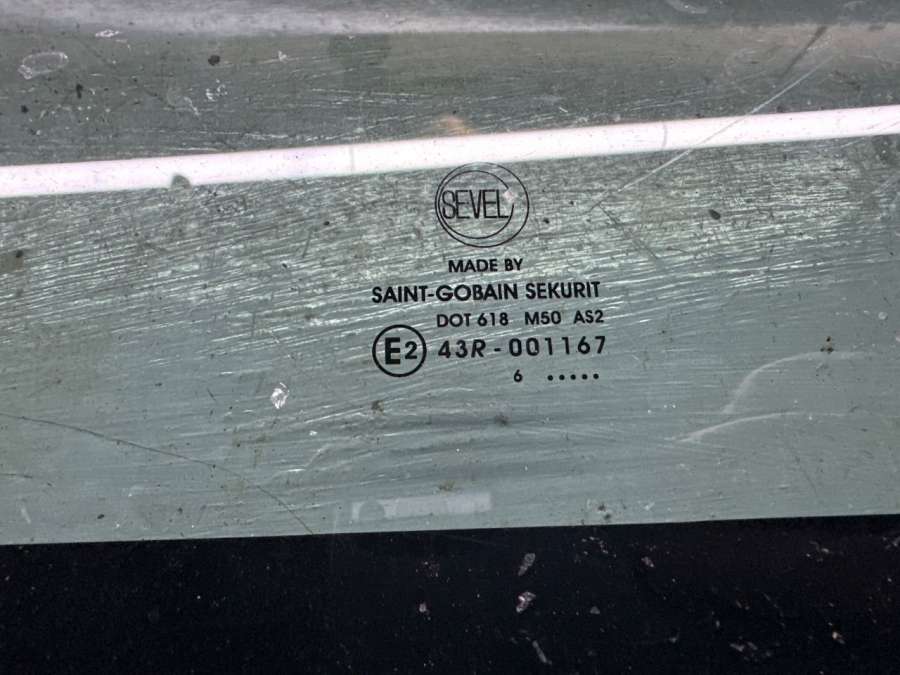 SEVEL
MADE BY
SAINT-GOBAIN SEKURIT
DOT 618 M50 AS2
E2 43R-001167
6 •••••